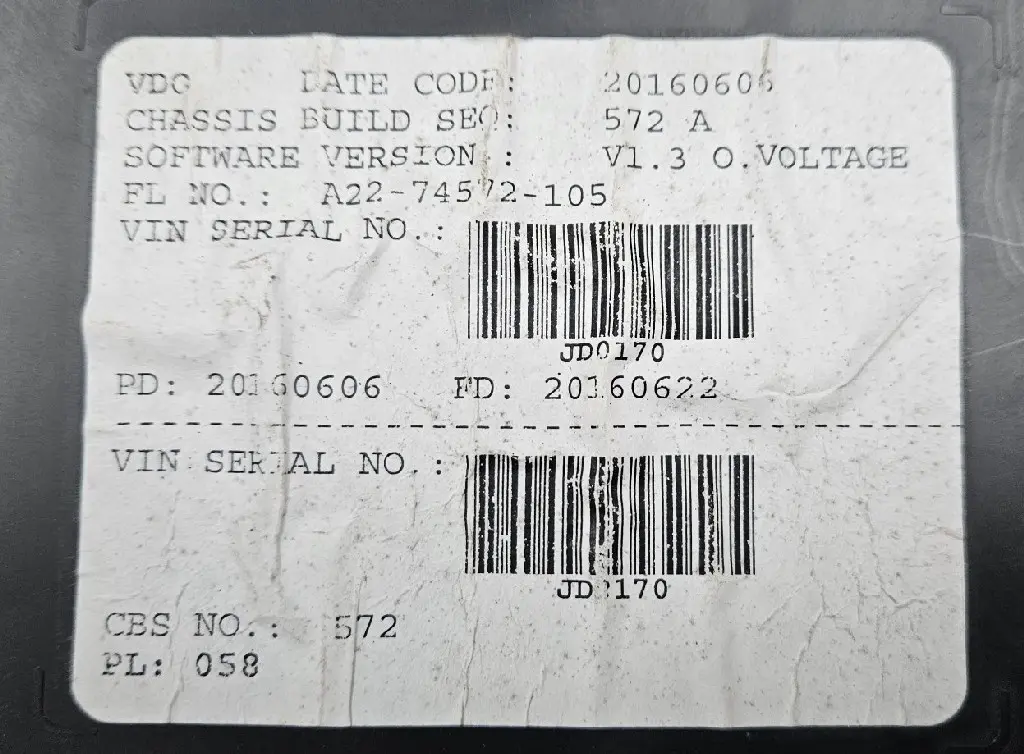 VDG DATE CODE: 20160606
CHASSIS BUILD SEQ: 572 A
SOFTWARE VERSION : V1.3 O.VOLTAGE
FL NO.: A22-74572-105
VIN SERIAL NO.:
JD0170
PD: 20160606 FD: 20160622
VIN SERIAL NO.:
JD0170
CBS NO.: 572
PL: 058